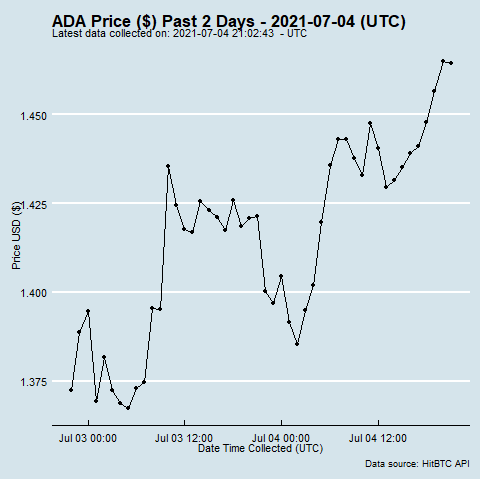 ADA Price ($) Past 2 Days - 2021-07-04 (UTC)
Latest data collected on: 2021-07-04 21:02:43  - UTC
1.450
1.425
1.400
1.375
Price USD ($)
Jul 03 00:00
Jul 03 12:00
Jul 04 00:00
Jul 04 12:00
Date Time Collected (UTC)
Data source: HitBTC API